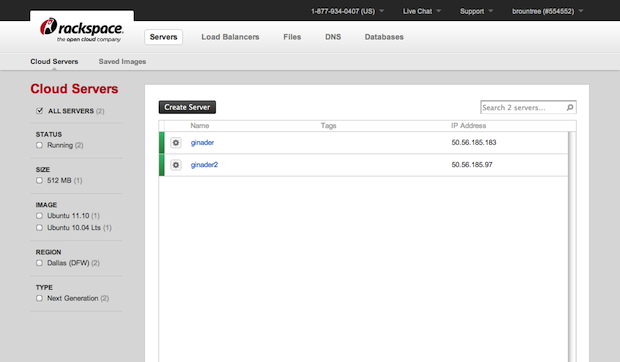 1-877-934-0407 (US) Live Chat Support brountree (#554552)
rackspace.
the open cloud company
Servers Load Balancers Files DNS Databases
Cloud Servers Saved Images
Cloud Servers
ALL SERVERS (2)
STATUS
Running (2)
SIZE
512 MB (1)
IMAGE
Ubuntu 11.10 (1)
Ubuntu 10.04 Lts (1)
REGION
Dallas (DFW) (2)
TYPE
Next Generation (2)
Create Server Search 2 servers...
Name Tags IP Address
ginader 50.56.185.183
ginader2 50.56.185.97